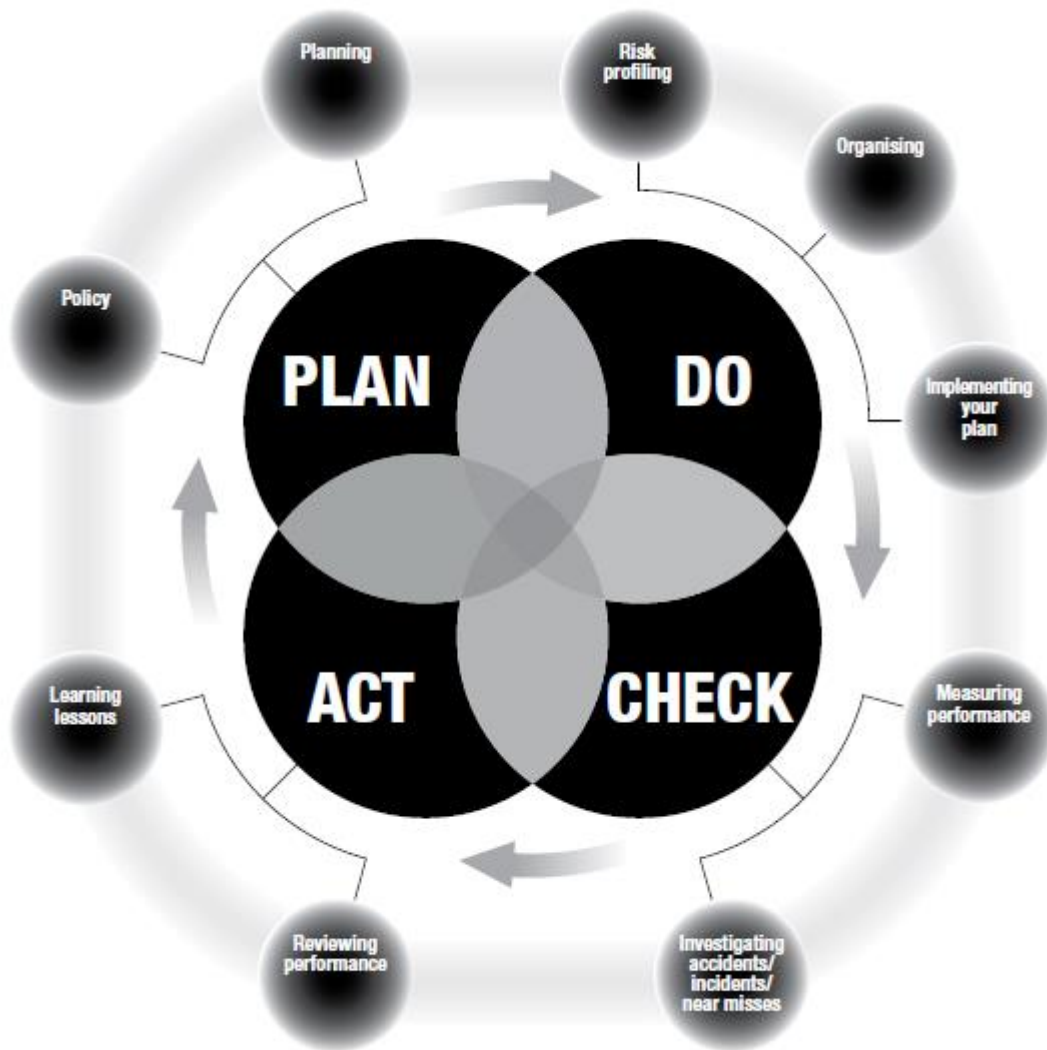 Planning
Risk
profiling
Organising
Policy
PLAN
DO
Implementing
your
plan
Learning
lessons
ACT
CHECK
Measuring
performance
Reviewing
performance
Investigating
accidents/
incidents/
near misses